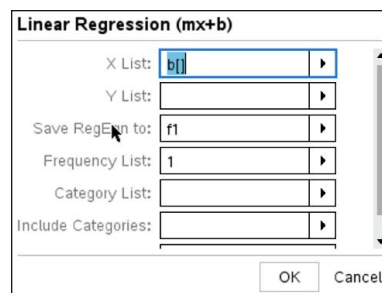 Linear Regression (mx+b)
X List: b[]
Y List:
Save RegEqn to: f1
Frequency List: 1
Category List:
Include Categories:
OK Cancel